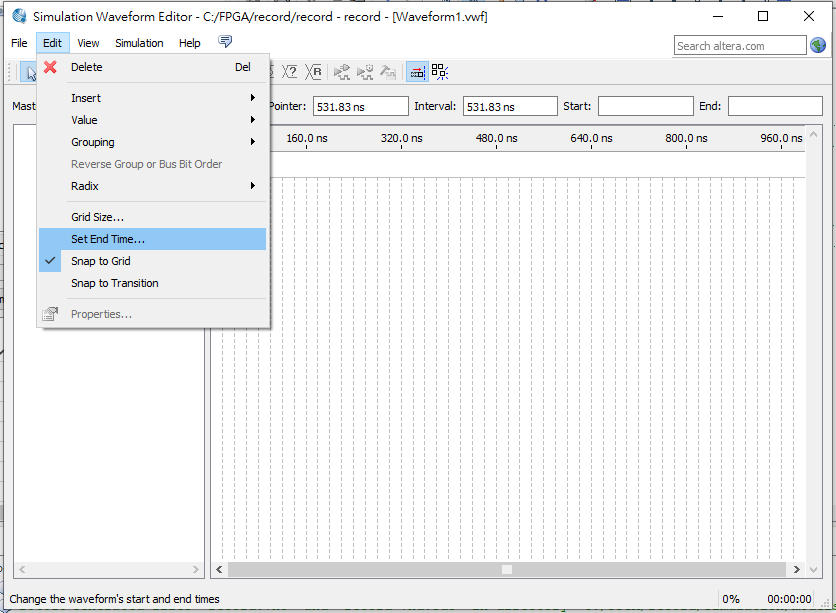 Simulation Waveform Editor - C:/FPGA/record/record - record - [Waveform1.vwf]
File Edit View Simulation Help
Search altera.com
Delete Del
Mast
Pointer: 531.83 ns Interval: 531.83 ns Start: End:
Insert
Value
Grouping
Reverse Group or Bus Bit Order
Radix
Grid Size...
Set End Time...
Snap to Grid
Snap to Transition
Properties...
160.0 ns 320.0 ns 480.0 ns 640.0 ns 800.0 ns 960.0 ns
Change the waveform's start and end times
0% 00:00:00